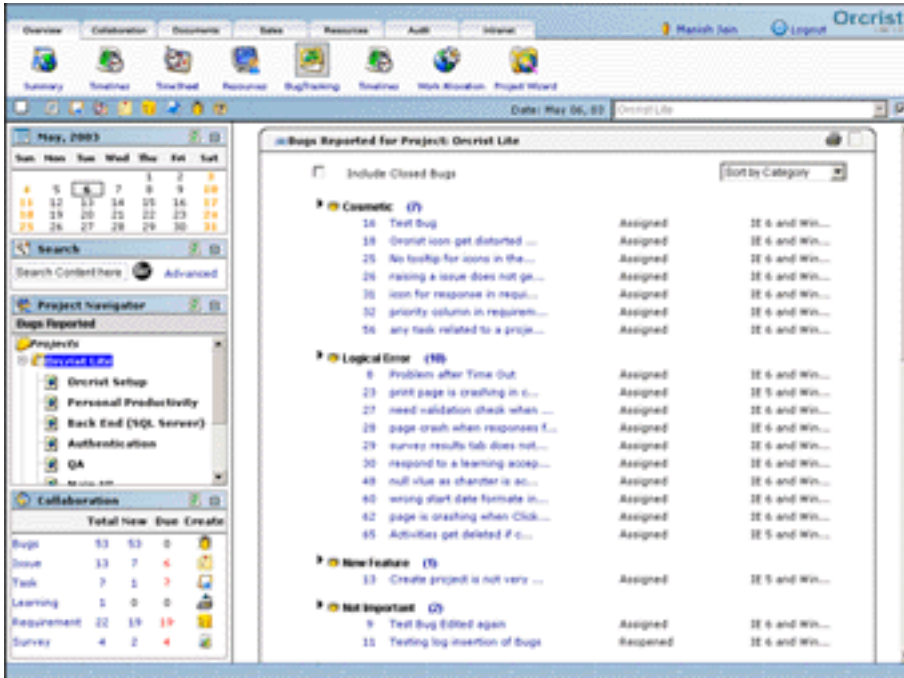 Orcrist
Overview Collaboration Documents Sales Resources Audit Intranet
Manish Jain Logout
Summary Timelines TimeSheet Resources BugTracking Timelines Work Allocation Project Wizard
Date: May 06, 03 Orcrist Lite
May, 2003
Sun Mon Tue Wed Thu Fri Sat
1 2 3
4 5 6 7 8 9 10
11 12 13 14 15 16 17
18 19 20 21 22 23 24
25 26 27 28 29 30 31
Search
Search Content here Advanced
Project Navigator
Bugs Reported
Projects
Orcrist Lite
Orcrist Setup
Personal Productivity
Back End (SQL Server)
Authentication
QA
Collaboration
Total New Due Create
Bugs 53 53 0
Issue 13 7 6
Task 7 1 7
Learning 1 0 0
Requirement 22 19 19
Survey 4 2 4
Bugs Reported for Project: Orcrist Lite
Include Closed Bugs Sort by Category
Cosmetic (7)
16 Test Bug Assigned IE 6 and Win...
18 Orcrist icon get distorted ... Assigned IE 6 and Win...
25 No tooltip for icons in the... Assigned IE 6 and Win...
26 raising a issue does not ge... Assigned IE 6 and Win...
31 icon for response in requi... Assigned IE 6 and Win...
32 priority column in requirem... Assigned IE 6 and Win...
56 any task related to a proje... Assigned IE 6 and Win...
Logical Error (10)
8 Problem after Time Out Assigned IE 6 and Win...
23 print page is crashing in c... Assigned IE 5 and Win...
27 need validation check when ... Assigned IE 6 and Win...
28 page crash when responses f... Assigned IE 6 and Win...
29 survey results tab does not... Assigned IE 6 and Win...
30 respond to a learning accep... Assigned IE 6 and Win...
48 null vlue as charcter is ac... Assigned IE 6 and Win...
60 wrong start date formate in... Assigned IE 6 and Win...
62 page is crashing when Click... Assigned IE 6 and Win...
65 Activities get deleted if c... Assigned IE 5 and Win...
New Feature (1)
13 Create project is not very ... Assigned IE 5 and Win...
Not Important (2)
9 Test Bug Edited again Assigned IE 6 and Win...
11 Testing log insertion of Bugs Reopened IE 6 and Win...